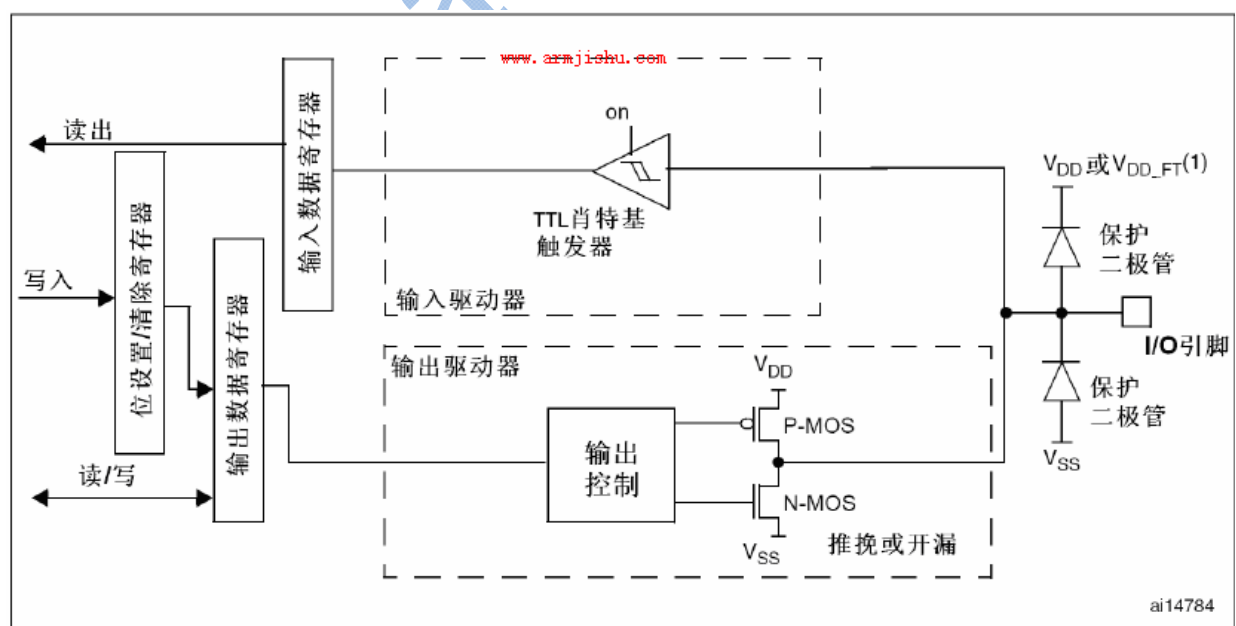 www.armjishu.com
on
读出
输入数据寄存器
TTL肖特基
触发器
输入驱动器
VDD或VDD_FT(1)
保护
二极管
I/O引脚
保护
二极管
VSS
写入
位设置/清除寄存器
输出数据寄存器
读/写
输出驱动器
VDD
P-MOS
输出
控制
N-MOS
VSS
推挽或开漏
ai14784